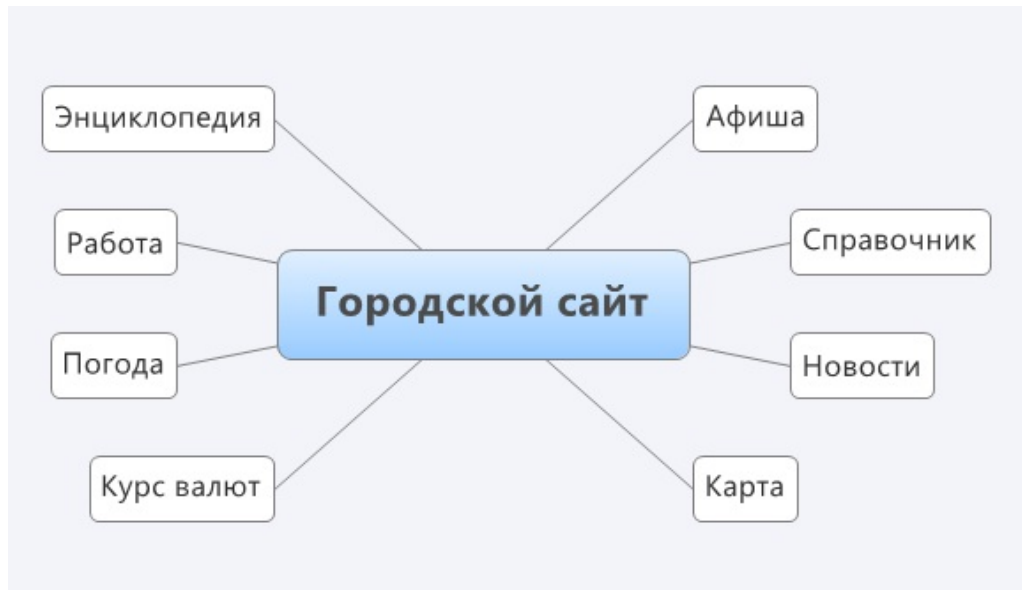 Энциклопедия
Афиша
Работа
Справочник
Городской сайт
Погода
Новости
Курс валют
Карта